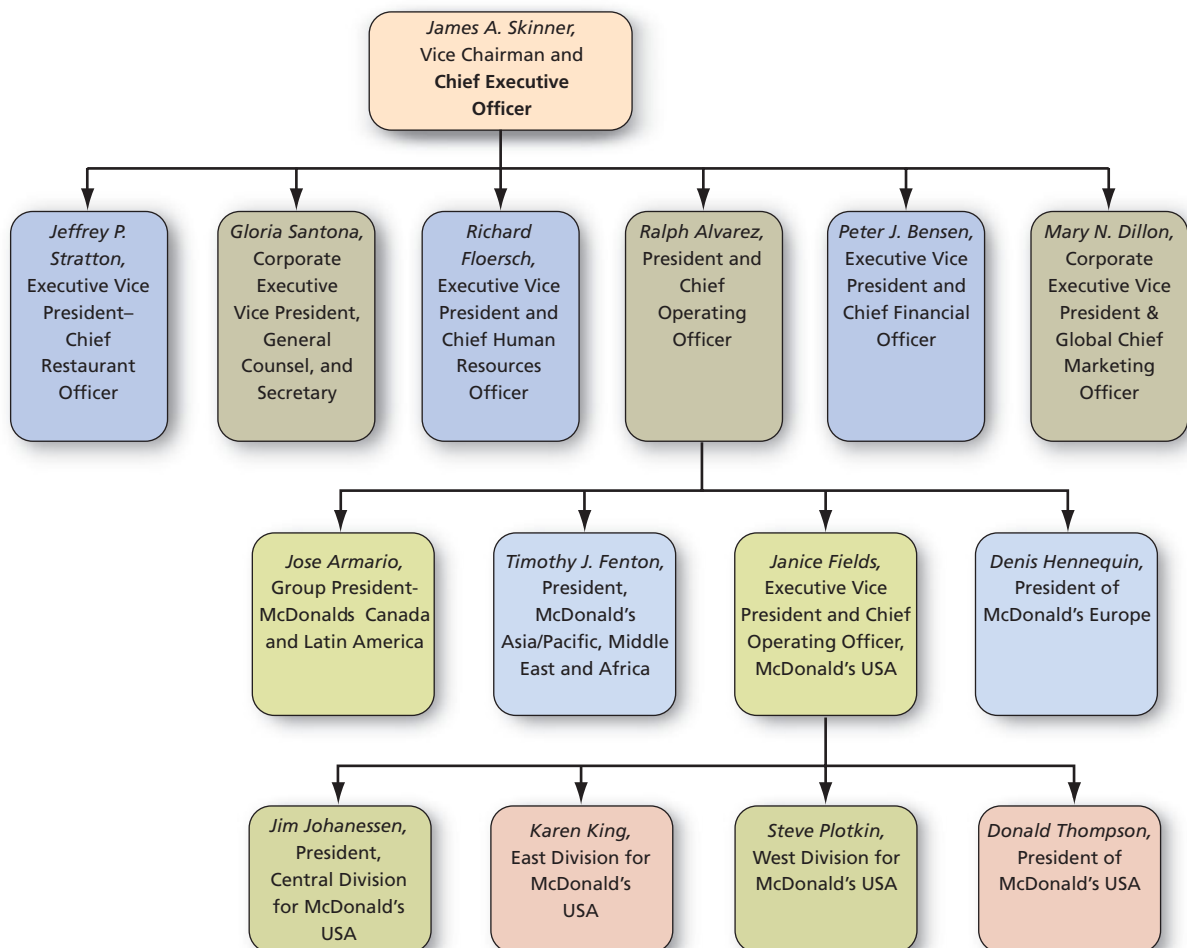 James A. Skinner,
Vice Chairman and
Chief Executive
Officer
Jeffrey P.
Stratton,
Executive Vice
President–
Chief
Restaurant
Officer
Gloria Santona,
Corporate
Executive
Vice President,
General
Counsel, and
Secretary
Richard
Floersch,
Executive Vice
President and
Chief Human
Resources
Officer
Ralph Alvarez,
President and
Chief
Operating
Officer
Peter J. Bensen,
Executive Vice
President and
Chief Financial
Officer
Mary N. Dillon,
Corporate
Executive Vice
President &
Global Chief
Marketing
Officer
Jose Armario,
Group President-
McDonalds Canada
and Latin America
Timothy J. Fenton,
President,
McDonald's
Asia/Pacific, Middle
East and Africa
Janice Fields,
Executive Vice
President and Chief
Operating Officer,
McDonald's USA
Denis Hennequin,
President of
McDonald's Europe
Jim Johanessen,
President,
Central Division
for McDonald's
USA
Karen King,
East Division for
McDonald's
USA
Steve Plotkin,
West Division for
McDonald's USA
Donald Thompson,
President of
McDonald's USA